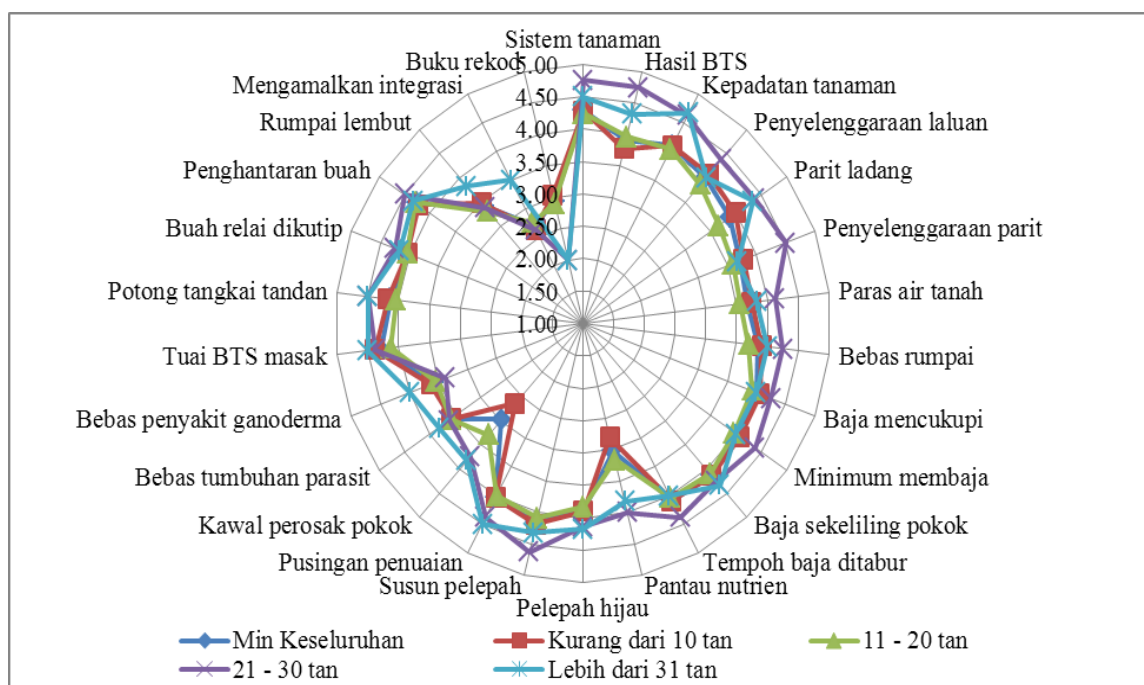 Sistem tanaman
Hasil BTS
Kepadatan tanaman
Penyelenggaraan laluan
Parit ladang
Penyelenggaraan parit
Paras air tanah
Bebas rumpai
Baja mencukupi
Minimum membaja
Baja sekeliling pokok
Tempoh baja ditabur
Pantau nutrien
Pelepah hijau
Susun pelepah
Pusingan penuaian
Kawal perosak pokok
Bebas tumbuhan parasit
Bebas penyakit ganoderma
Tuai BTS masak
Potong tangkai tandan
Buah relai dikutip
Penghantaran buah
Rumpai lembut
Mengamalkan integrasi
Buku rekod
5.00
4.50
4.00
3.50
3.00
2.50
2.00
1.50
1.00
Min Keseluruhan
Kurang dari 10 tan
11 - 20 tan
21 - 30 tan
Lebih dari 31 tan